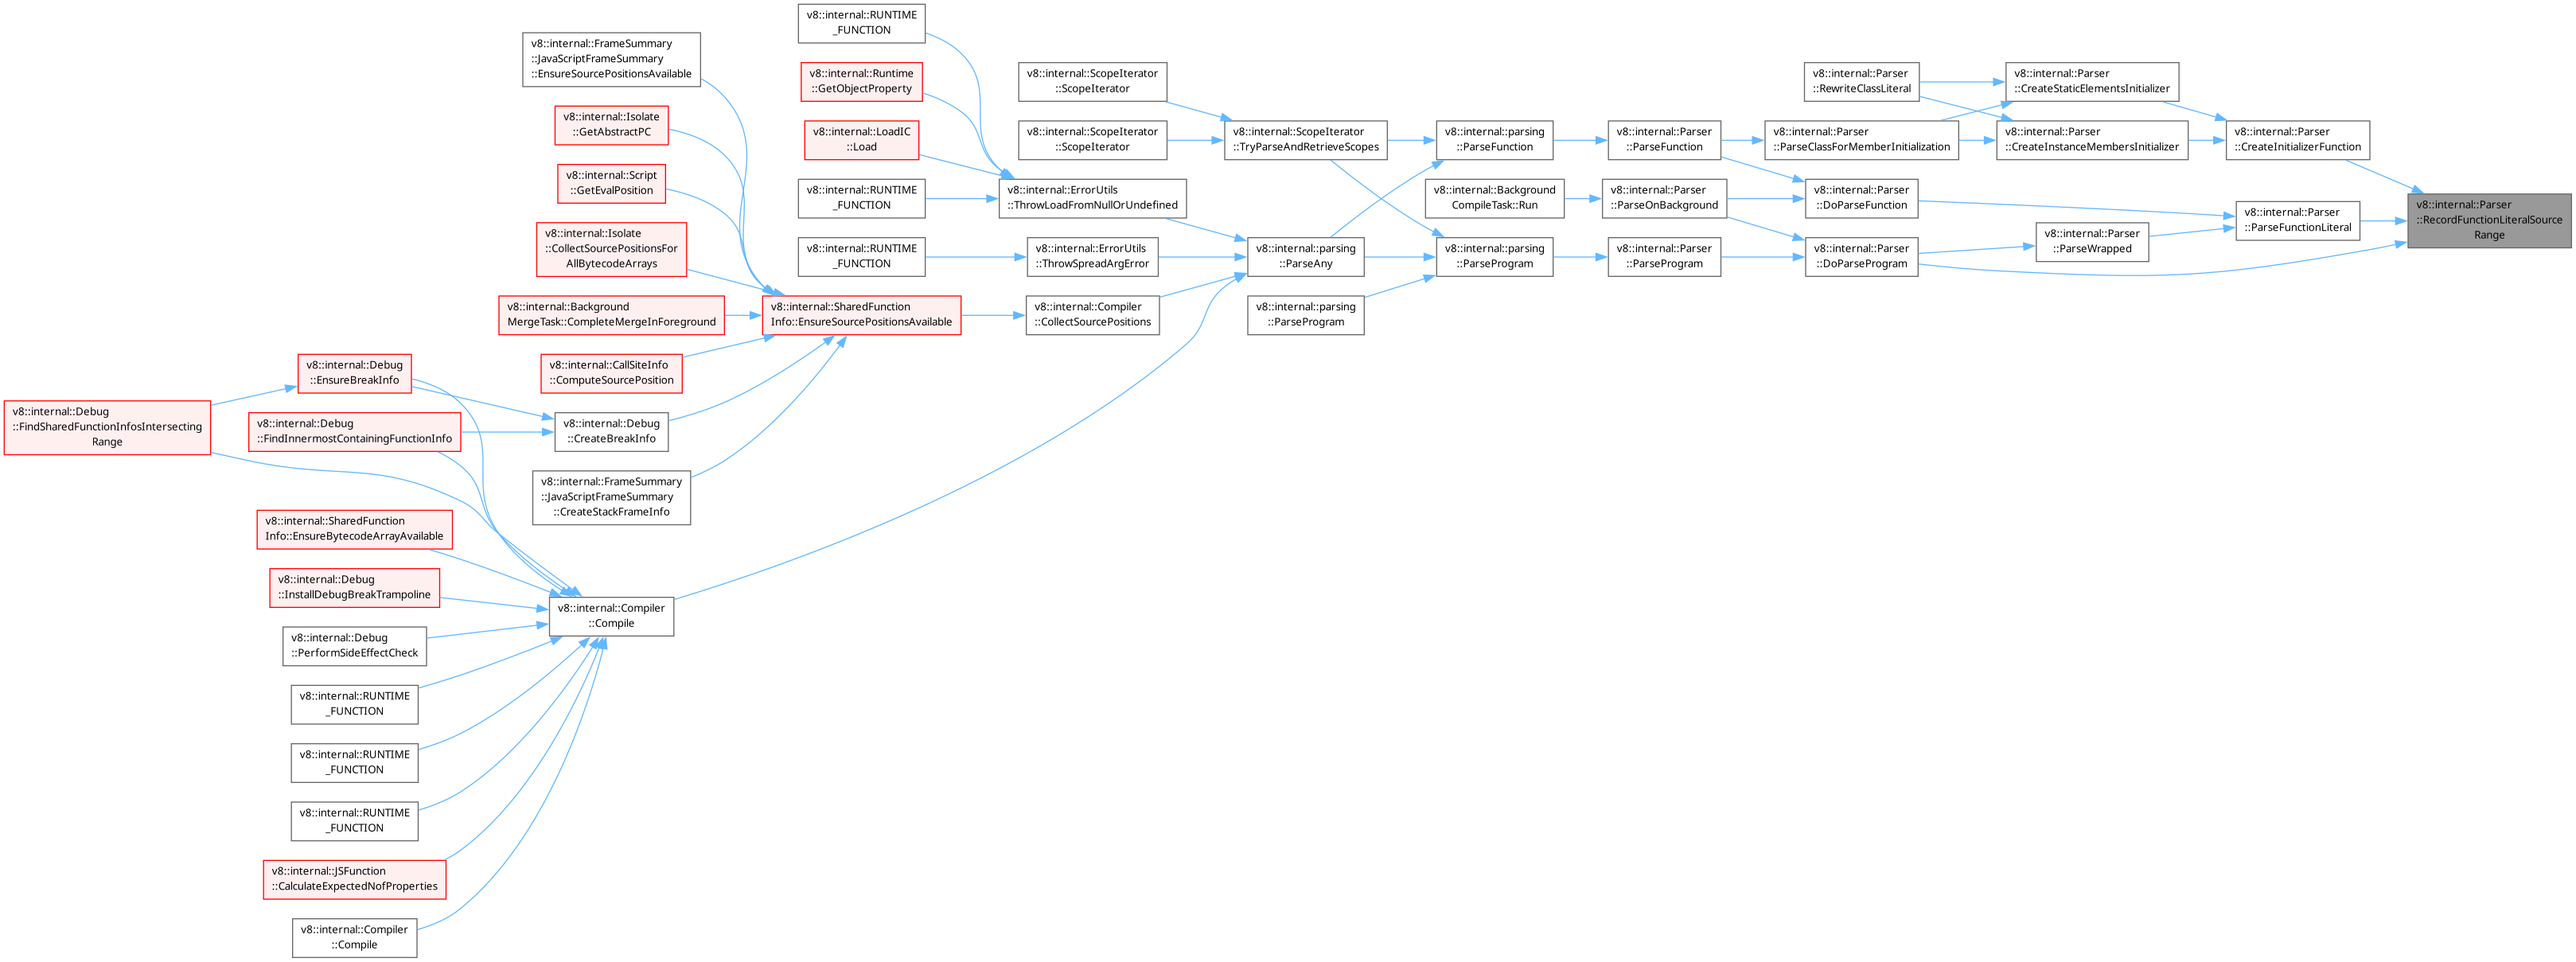 v8::internal::RUNTIME
_FUNCTION
v8::internal::FrameSummary
::JavaScriptFrameSummary
::EnsureSourcePositionsAvailable
v8::internal::Runtime
::GetObjectProperty
v8::internal::ScopeIterator
::ScopeIterator
v8::internal::Parser
::RewriteClassLiteral
v8::internal::Parser
::CreateStaticElementsInitializer
v8::internal::Isolate
::GetAbstractPC
v8::internal::LoadIC
::Load
v8::internal::ScopeIterator
::ScopeIterator
v8::internal::ScopeIterator
::TryParseAndRetrieveScopes
v8::internal::parsing
::ParseFunction
v8::internal::Parser
::ParseFunction
v8::internal::Parser
::ParseClassForMemberInitialization
v8::internal::Parser
::CreateInstanceMembersInitializer
v8::internal::Parser
::CreateInitializerFunction
v8::internal::Script
::GetEvalPosition
v8::internal::RUNTIME
_FUNCTION
v8::internal::ErrorUtils
::ThrowLoadFromNullOrUndefined
v8::internal::Background
CompileTask::Run
v8::internal::Parser
::ParseOnBackground
v8::internal::Parser
::DoParseFunction
v8::internal::Parser
::ParseFunctionLiteral
v8::internal::Parser
::RecordFunctionLiteralSource
Range
v8::internal::Isolate
::CollectSourcePositionsFor
AllBytecodeArrays
v8::internal::RUNTIME
_FUNCTION
v8::internal::ErrorUtils
::ThrowSpreadArgError
v8::internal::parsing
::ParseAny
v8::internal::parsing
::ParseProgram
v8::internal::Parser
::ParseProgram
v8::internal::Parser
::DoParseProgram
v8::internal::Parser
::ParseWrapped
v8::internal::Background
MergeTask::CompleteMergeInForeground
v8::internal::SharedFunction
Info::EnsureSourcePositionsAvailable
v8::internal::Compiler
::CollectSourcePositions
v8::internal::parsing
::ParseProgram
v8::internal::Debug
::EnsureBreakInfo
v8::internal::CallSiteInfo
::ComputeSourcePosition
v8::internal::Debug
::FindSharedFunctionInfosIntersecting
Range
v8::internal::Debug
::FindInnermostContainingFunctionInfo
v8::internal::Debug
::CreateBreakInfo
v8::internal::FrameSummary
::JavaScriptFrameSummary
::CreateStackFrameInfo
v8::internal::SharedFunction
Info::EnsureBytecodeArrayAvailable
v8::internal::Debug
::InstallDebugBreakTrampoline
v8::internal::Compiler
::Compile
v8::internal::Debug
::PerformSideEffectCheck
v8::internal::RUNTIME
_FUNCTION
v8::internal::RUNTIME
_FUNCTION
v8::internal::RUNTIME
_FUNCTION
v8::internal::JSFunction
::CalculateExpectedNofProperties
v8::internal::Compiler
::Compile